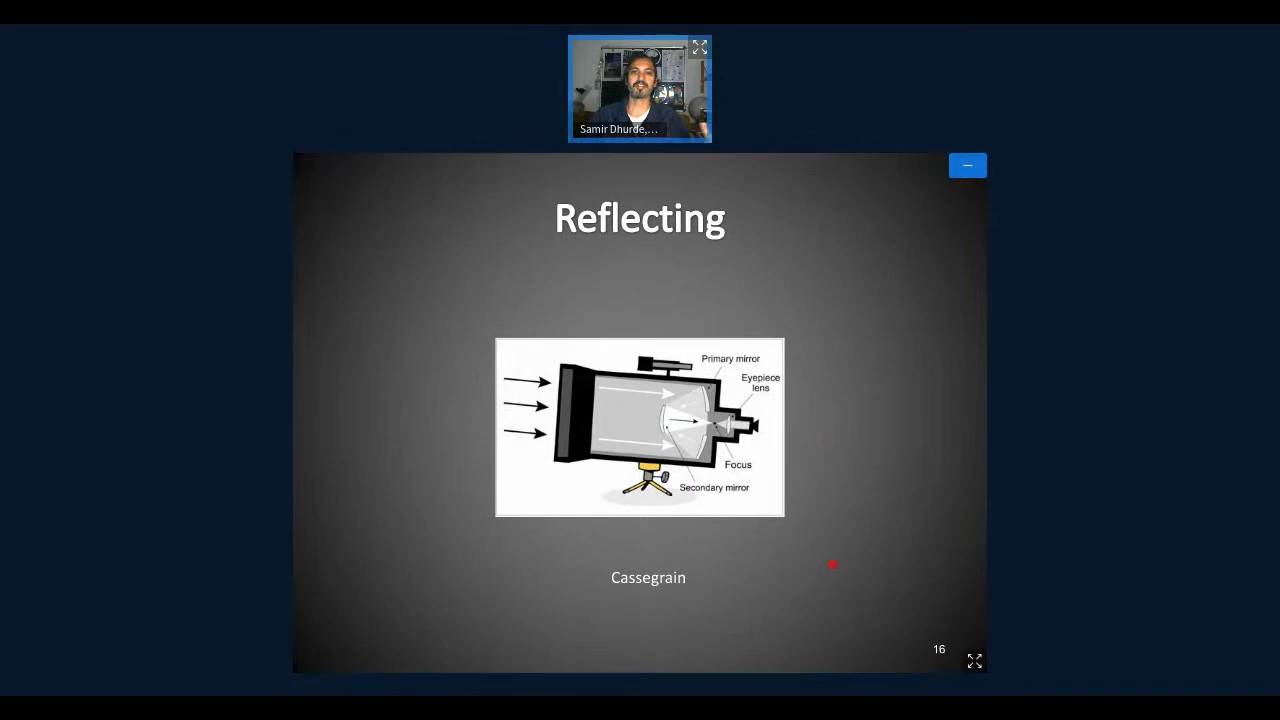 Samir Dhurde,...
Reflecting
Primary mirror
Eyepiece
lens
Focus
Secondary mirror
Cassegrain
16